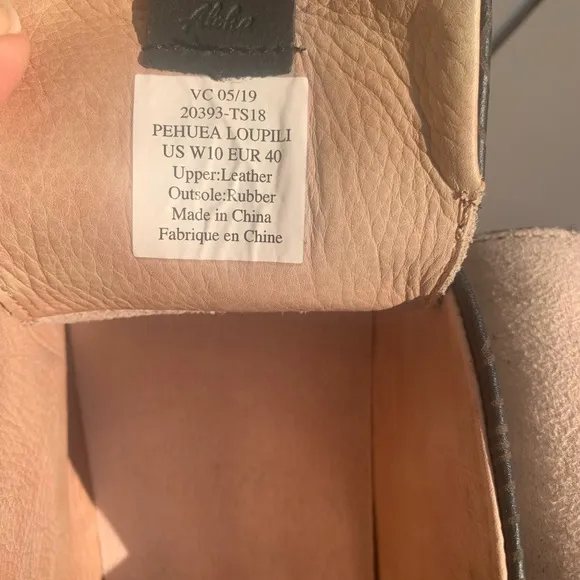 Aloha
VC 05/19
20393-TS18
PEHUEA LOUPILI
US W10 EUR 40
Upper:Leather
Outsole:Rubber
Made in China
Fabrique en Chine